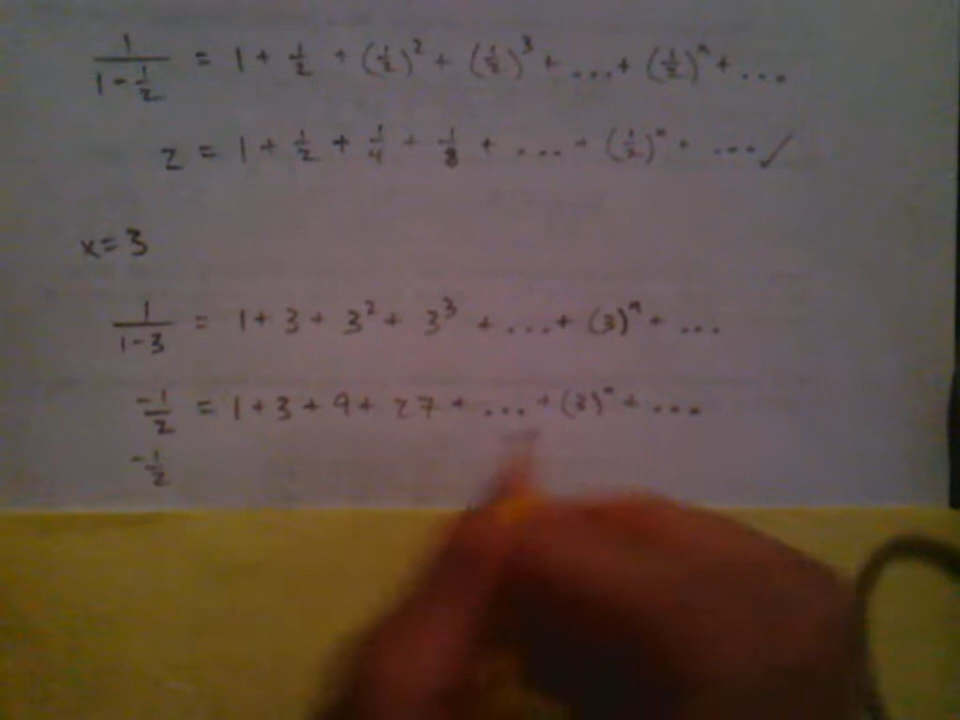 1/(1-1/2) = 1 + 1/2 + (1/2)^2 + (1/2)^3 + ... + (1/2)^n + ...
2 = 1 + 1/2 + 1/4 + 1/8 + ... + (1/2)^n + ... ✓
x = 3
1/(1-3) = 1 + 3 + 3^2 + 3^3 + ... + (3)^n + ...
-1/2 = 1 + 3 + 9 + 27 + ... + (3)^n + ...
-1/2